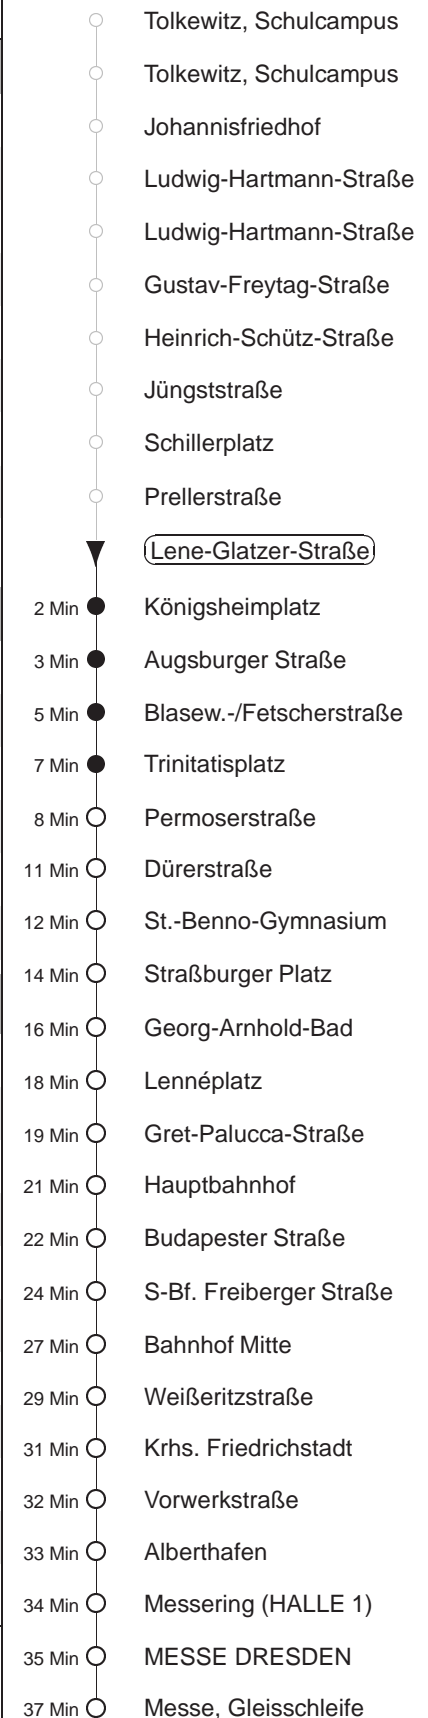 Tolkewitz, Schulcampus
Tolkewitz, Schulcampus
Johannisfriedhof
Ludwig-Hartmann-Straße
Ludwig-Hartmann-Straße
Gustav-Freytag-Straße
Heinrich-Schütz-Straße
Jüngststraße
Schillerplatz
Prellerstraße
Lene-Glatzer-Straße
2 Min Königsheimplatz
3 Min Augsburger Straße
5 Min Blasew.-/Fetscherstraße
7 Min Trinitatisplatz
8 Min Permoserstraße
11 Min Dürerstraße
12 Min St.-Benno-Gymnasium
14 Min Straßburger Platz
16 Min Georg-Arnhold-Bad
18 Min Lennéplatz
19 Min Gret-Palucca-Straße
21 Min Hauptbahnhof
22 Min Budapester Straße
24 Min S-Bf. Freiberger Straße
27 Min Bahnhof Mitte
29 Min Weißeritzstraße
31 Min Krhs. Friedrichstadt
32 Min Vorwerkstraße
33 Min Alberthafen
34 Min Messering (HALLE 1)
35 Min MESSE DRESDEN
37 Min Messe, Gleisschleife